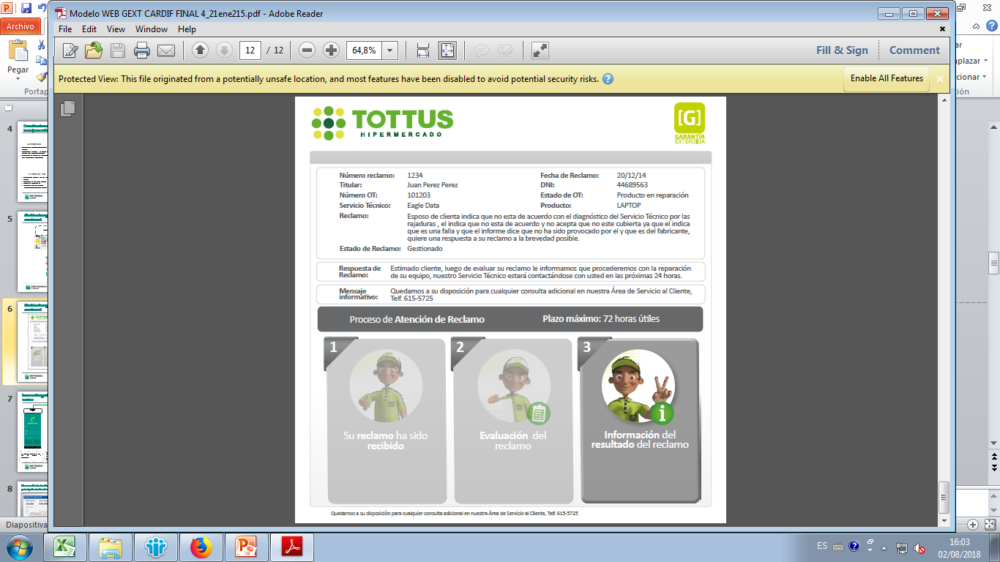 Modelo WEB GEXT CARDIF FINAL 4_21ene215.pdf - Adobe Reader
Archivo
File Edit View Window Help
Pegar
12 / 12
64,8%
Fill & Sign
Comment
Protected View: This file originated from a potentially unsafe location, and most features have been disabled to avoid potential security risks.
Enable All Features
TOTTUS
HIPERMERCADO
[G]
GARANTÍA
EXTENDIDA
Número reclamo: 1234 Fecha de Reclamo: 20/12/14
Titular: Juan Perez Perez DNI: 44689563
Número OT: 101203 Estado de OT: Producto en reparación
Servicio Técnico: Eagle Data Producto: LAPTOP
Reclamo: Esposo de clienta indica que no esta de acuerdo con el diagnóstico del Servicio Técnico por las
rajaduras , el indica que no esta de acuerdo y no acepta que no este cubierta ya que el indica
que es una falla y que el informe dice que no ha sido provocado por el y que es del fabricante,
quiere una respuesta a su reclamo a la brevedad posible.
Estado de Reclamo: Gestionado
Respuesta de Reclamo: Estimado cliente, luego de evaluar su reclamo le informamos que procederemos con la reparación
de su equipo, nuestro Servicio Técnico estará contactándose con usted en las próximas 24 horas.
Mensaje informativo: Quedamos a su disposición para cualquier consulta adicional en nuestra Área de Servicio al Cliente,
Telf. 615-5725
Proceso de Atención de Reclamo Plazo máximo: 72 horas útiles
1
Su reclamo ha sido
recibido
2
Evaluación del
reclamo
3
i
Información del
resultado del reclamo
Quedamos a su disposición para cualquier consulta adicional en nuestra Área de Servicio al Cliente, Telf. 615-5725
4
5
6
7
8
Diapositiva
ES
16:03
02/08/2018